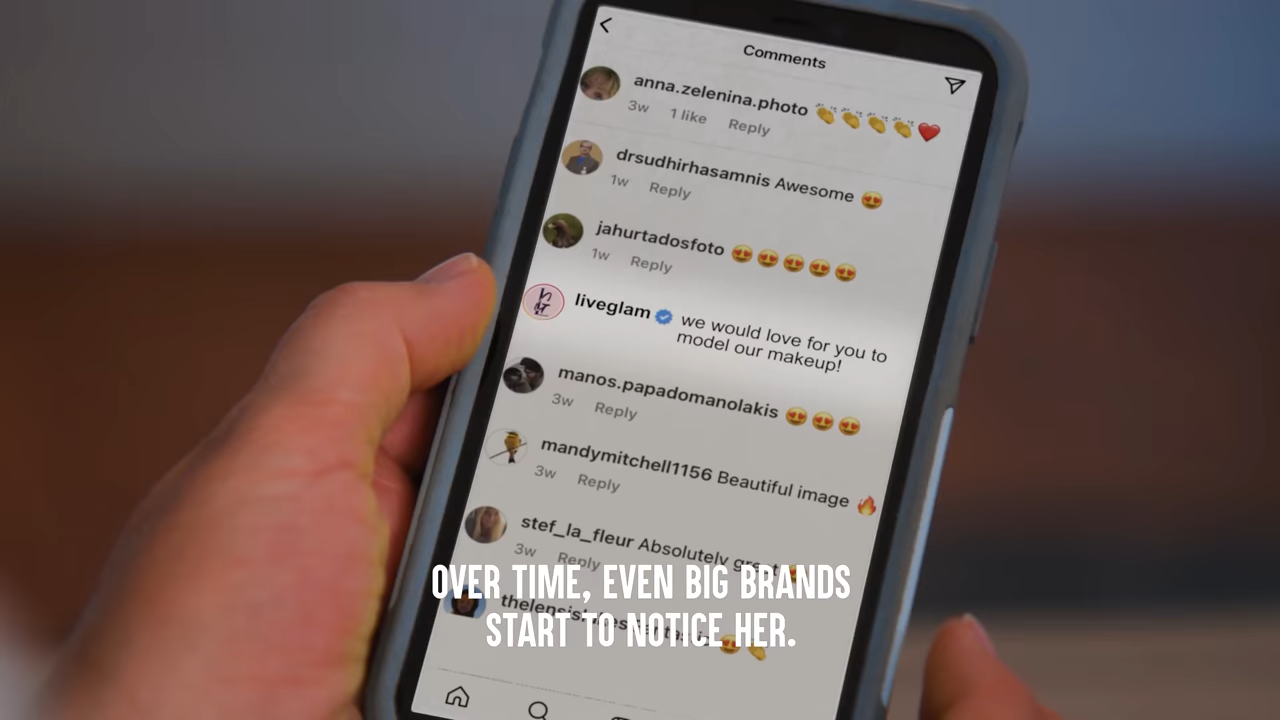 Comments
anna.zelenina.photo 👏👏👏👏❤️
3w 1 like Reply
drsudhirhasamnis Awesome 😍
1w Reply
jahurtadosfoto 😍😍😍😍😍
1w Reply
liveglam we would love for you to
model our makeup!
manos.papadomanolakis 😍😍😍
3w Reply
mandymitchell1156 Beautiful image 🔥
3w Reply
stef_la_fleur Absolutely great
3w Reply
OVER TIME, EVEN BIG BRANDS
START TO NOTICE HER.